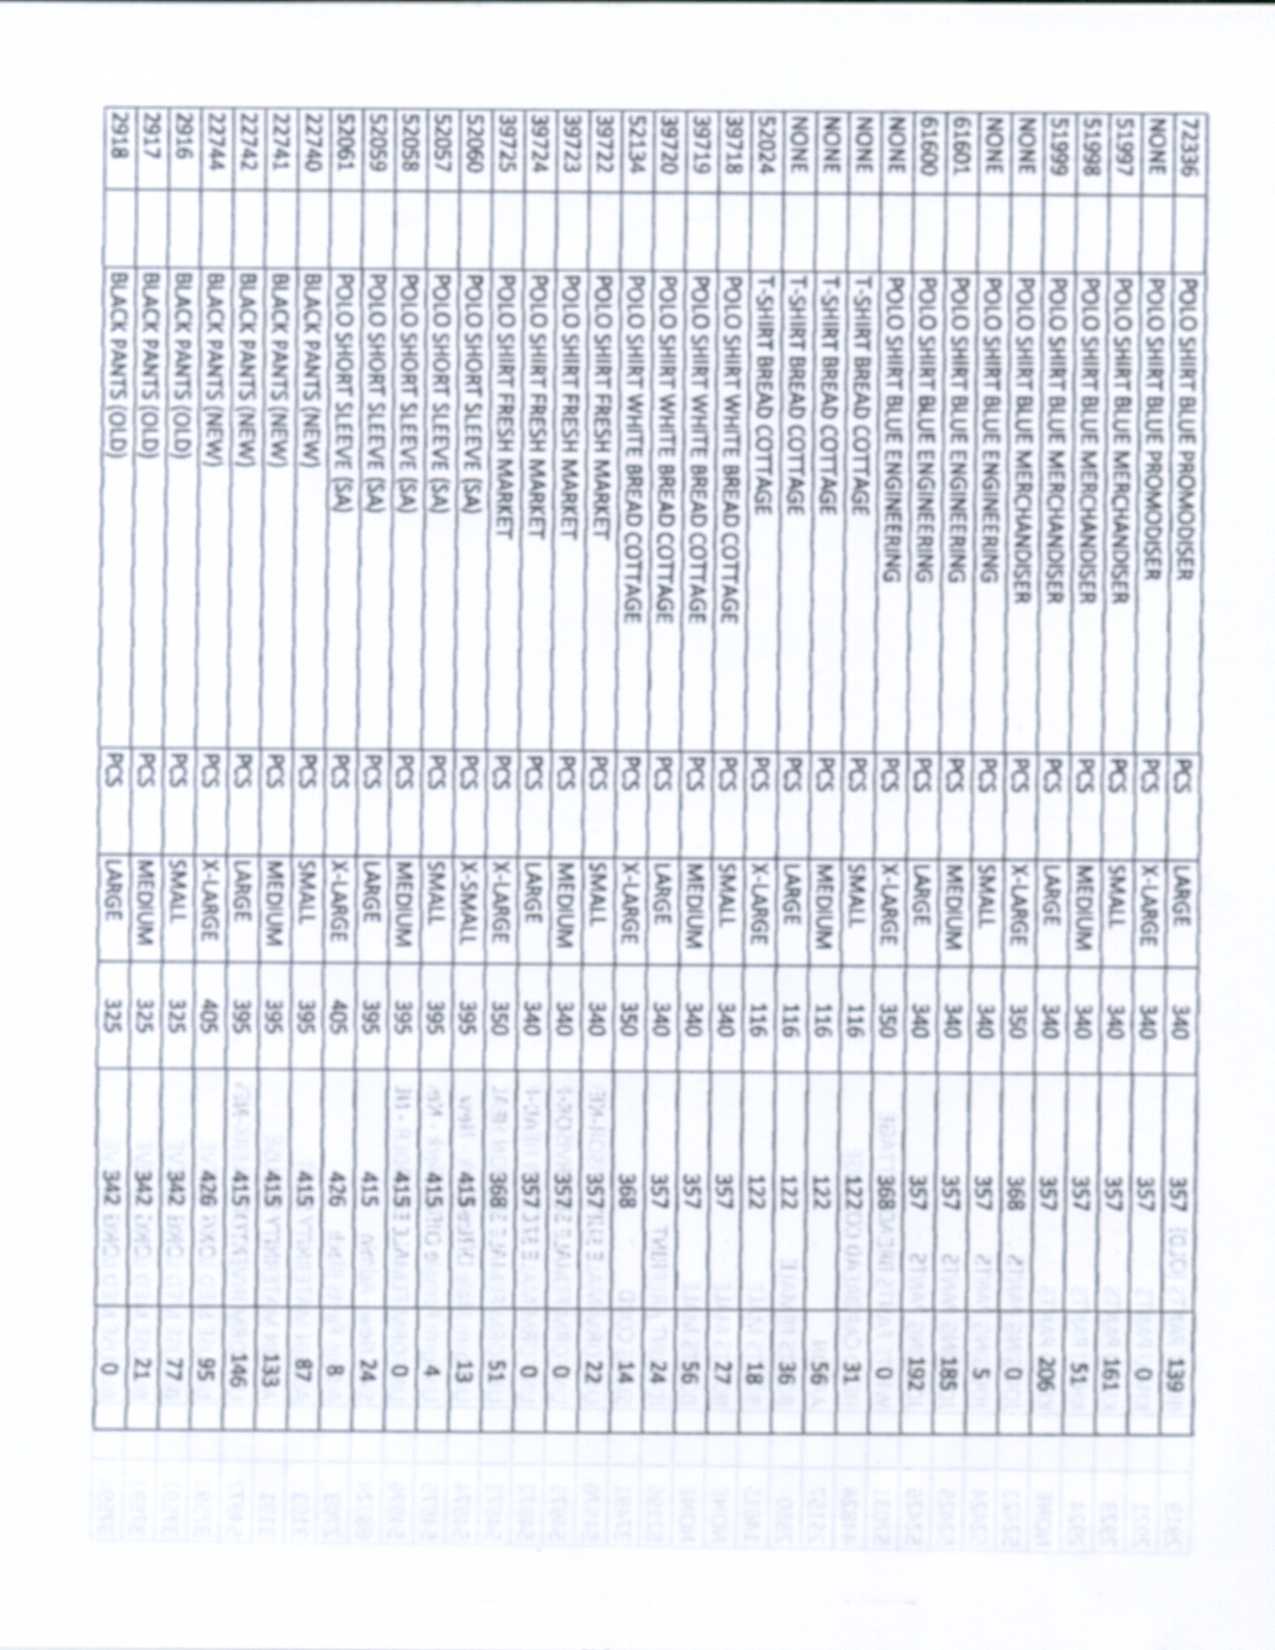 72336 POLO SHIRT BLUE PROMODISER PCS LARGE 340 357 139
NONE POLO SHIRT BLUE PROMODISER PCS X-LARGE 340 357 0
51997 POLO SHIRT BLUE MERCHANDISER PCS SMALL 340 357 161
51998 POLO SHIRT BLUE MERCHANDISER PCS MEDIUM 340 357 51
51999 POLO SHIRT BLUE MERCHANDISER PCS LARGE 340 357 206
NONE POLO SHIRT BLUE MERCHANDISER PCS X-LARGE 350 368 0
NONE POLO SHIRT BLUE ENGINEERING PCS SMALL 340 357 5
61601 POLO SHIRT BLUE ENGINEERING PCS MEDIUM 340 357 185
61600 POLO SHIRT BLUE ENGINEERING PCS LARGE 340 357 192
NONE POLO SHIRT BLUE ENGINEERING PCS X-LARGE 350 368 0
NONE T-SHIRT BREAD COTTAGE PCS SMALL 116 122 31
NONE T-SHIRT BREAD COTTAGE PCS MEDIUM 116 122 56
NONE T-SHIRT BREAD COTTAGE PCS LARGE 116 122 36
52024 T-SHIRT BREAD COTTAGE PCS X-LARGE 116 122 18
39718 POLO SHIRT WHITE BREAD COTTAGE PCS SMALL 340 357 27
39719 POLO SHIRT WHITE BREAD COTTAGE PCS MEDIUM 340 357 56
39720 POLO SHIRT WHITE BREAD COTTAGE PCS LARGE 340 357 24
52134 POLO SHIRT WHITE BREAD COTTAGE PCS X-LARGE 350 368 14
39722 POLO SHIRT FRESH MARKET PCS SMALL 340 357 22
39723 POLO SHIRT FRESH MARKET PCS MEDIUM 340 357 0
39724 POLO SHIRT FRESH MARKET PCS LARGE 340 357 0
39725 POLO SHIRT FRESH MARKET PCS X-LARGE 350 368 51
52060 POLO SHORT SLEEVE (SA) PCS X-SMALL 395 415 13
52057 POLO SHORT SLEEVE (SA) PCS SMALL 395 415 4
52058 POLO SHORT SLEEVE (SA) PCS MEDIUM 395 415 0
52059 POLO SHORT SLEEVE (SA) PCS LARGE 395 415 24
52061 POLO SHORT SLEEVE (SA) PCS X-LARGE 405 426 8
22740 BLACK PANTS (NEW) PCS SMALL 395 415 87
22741 BLACK PANTS (NEW) PCS MEDIUM 395 415 133
22742 BLACK PANTS (NEW) PCS LARGE 395 415 146
22744 BLACK PANTS (NEW) PCS X-LARGE 405 426 95
2916 BLACK PANTS (OLD) PCS SMALL 325 342 77
2917 BLACK PANTS (OLD) PCS MEDIUM 325 342 21
2918 BLACK PANTS (OLD) PCS LARGE 325 342 0